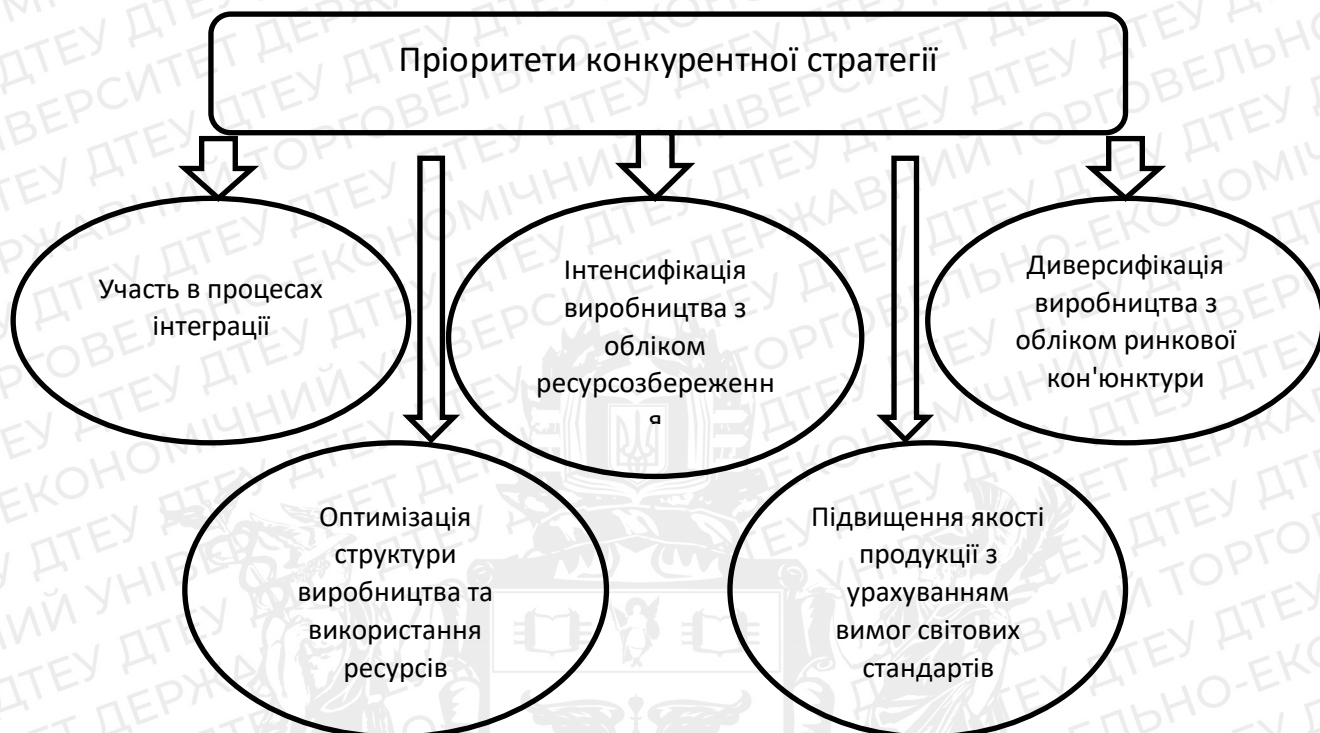 Пріоритети конкурентної стратегії
Участь в процесах
інтеграції
Інтенсифікація
виробництва з
обліком
ресурсозбереженн
я
Диверсифікація
виробництва з
обліком ринкової
кон'юнктури
Оптимізація
структури
виробництва та
використання
ресурсів
Підвищення якості
продукції з
урахуванням
вимог світових
стандартів